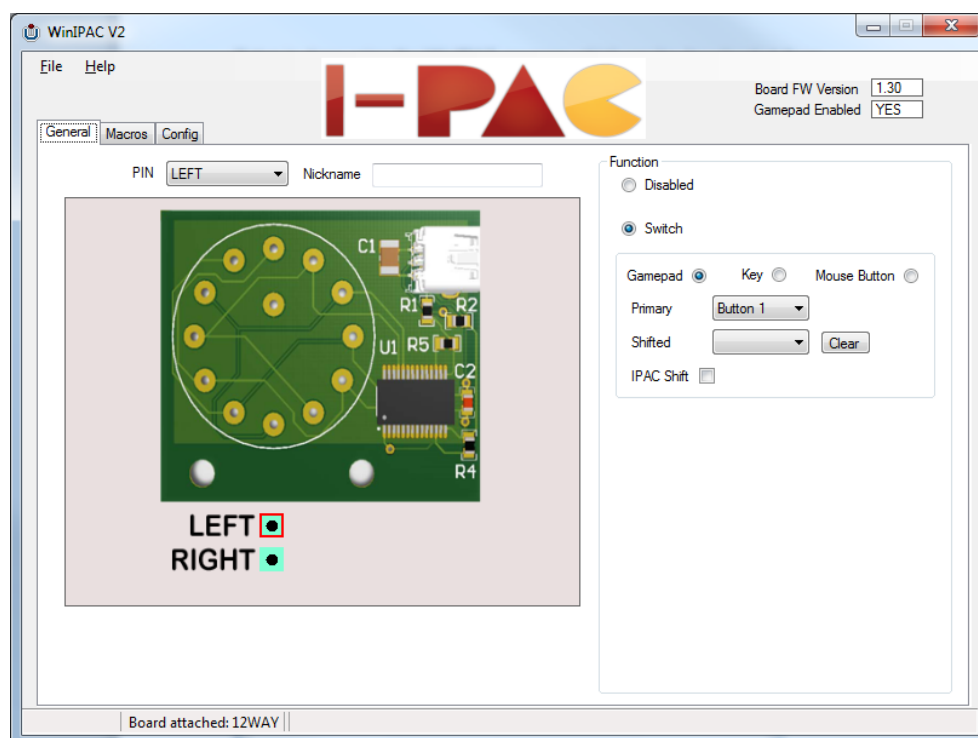 WinIPAC V2
File Help
I-PAC
Board FW Version 1.30
Gamepad Enabled YES
General Macros Config
PIN LEFT Nickname
Function
Disabled
Switch
Gamepad Key Mouse Button
Primary Button 1
Shifted Clear
IPAC Shift
C1
R1 R2
U1 R5
C2
R4
LEFT
RIGHT
Board attached: 12WAY